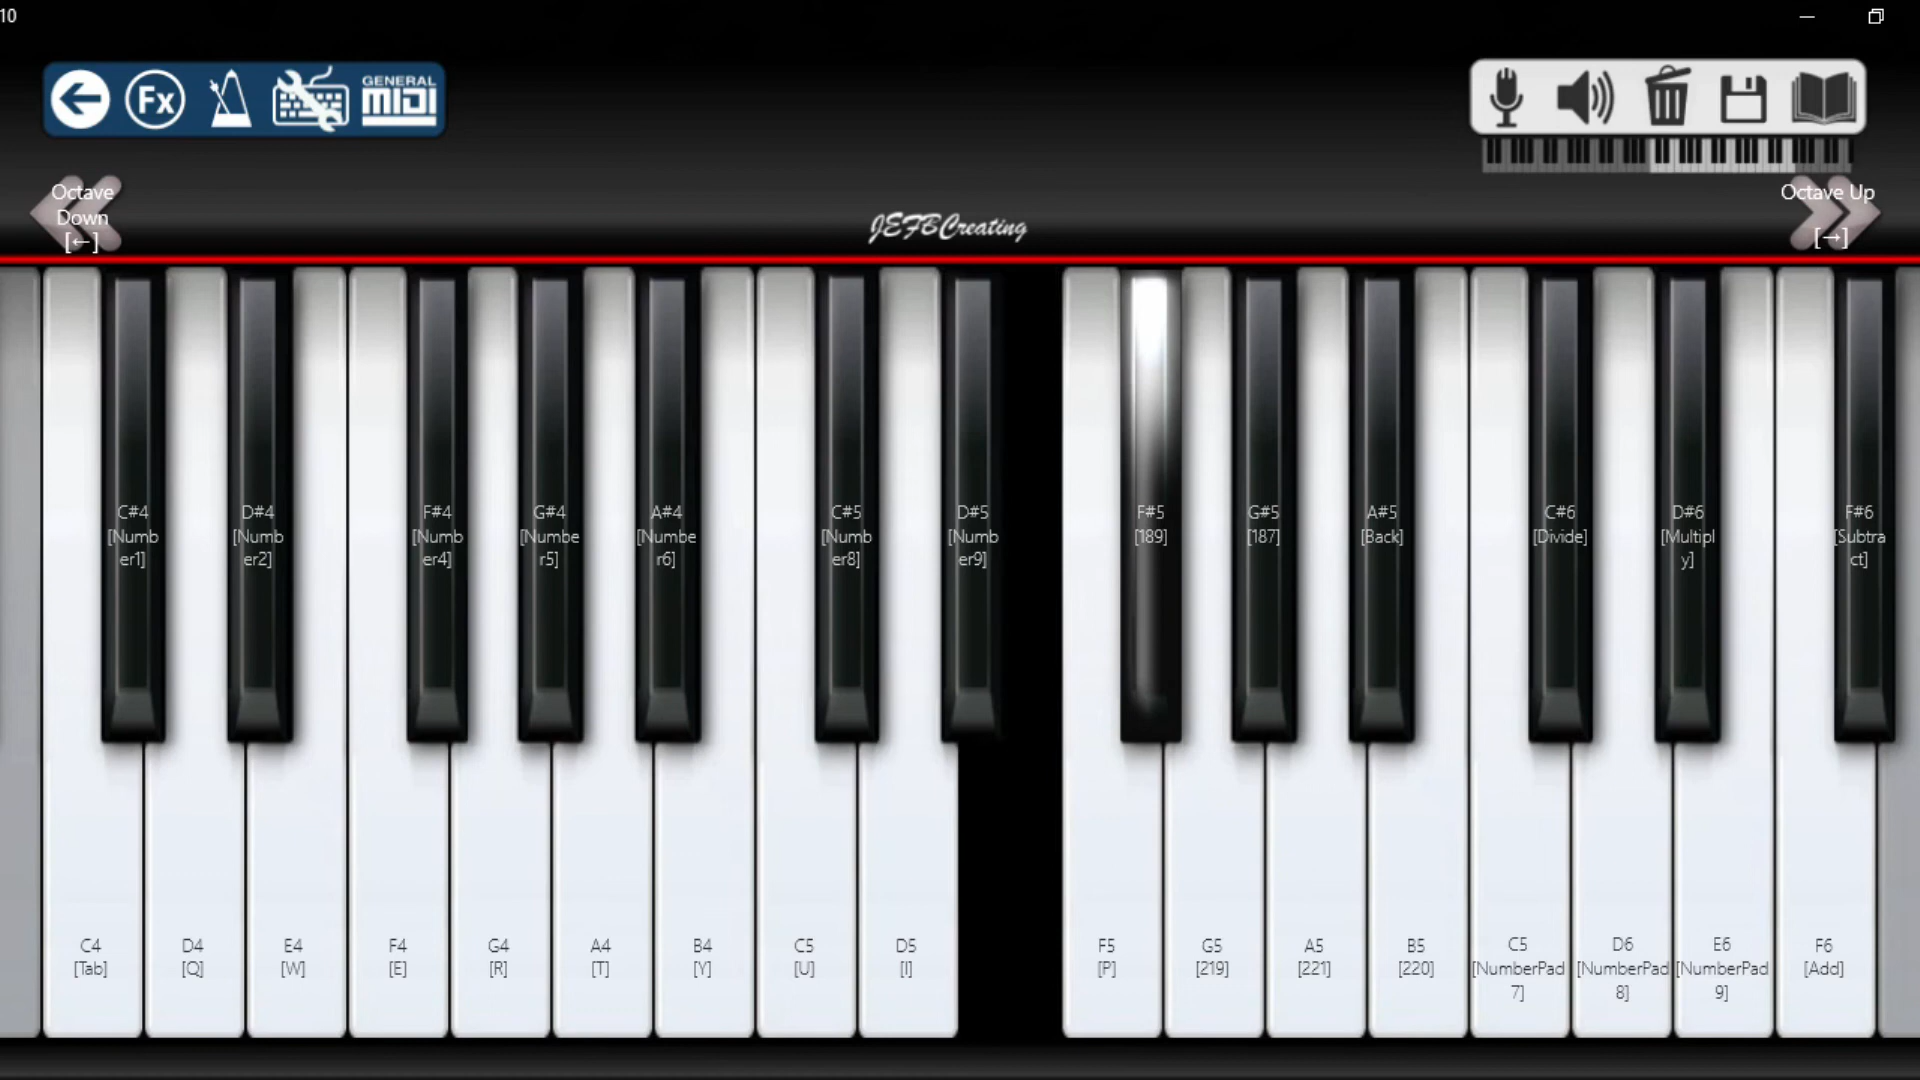 10
Fx
GENERAL
MIDI
Octave
Down
[←]
Octave Up
[→]
JEFBCreating
C#4
[Numb
er1]
D#4
[Numb
er2]
F#4
[Numb
er4]
G#4
[Numbe
r5]
A#4
[Numbe
r6]
C#5
[Numb
er8]
D#5
[Numb
er9]
F#5
[189]
G#5
[187]
A#5
[Back]
C#6
[Divide]
D#6
[Multipl
y]
F#6
[Subtra
ct]
C4
[Tab]
D4
[Q]
E4
[W]
F4
[E]
G4
[R]
A4
[T]
B4
[Y]
C5
[U]
D5
[I]
F5
[P]
G5
[219]
A5
[221]
B5
[220]
C5
[NumberPad
7]
D6
[NumberPad
8]
E6
[NumberPad
9]
F6
[Add]